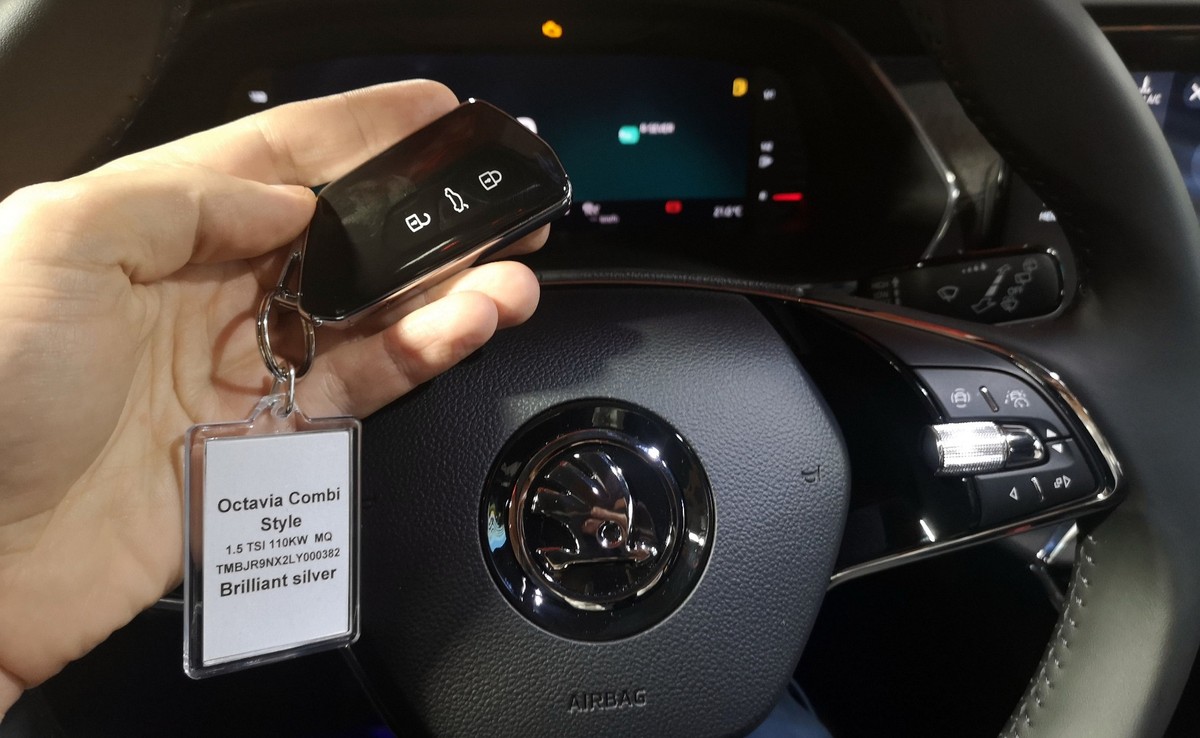 Octavia Combi
Style
1.5 TSI 110KW MQ
TMBJR9NX2LY000382
Brilliant silver
AIRBAG